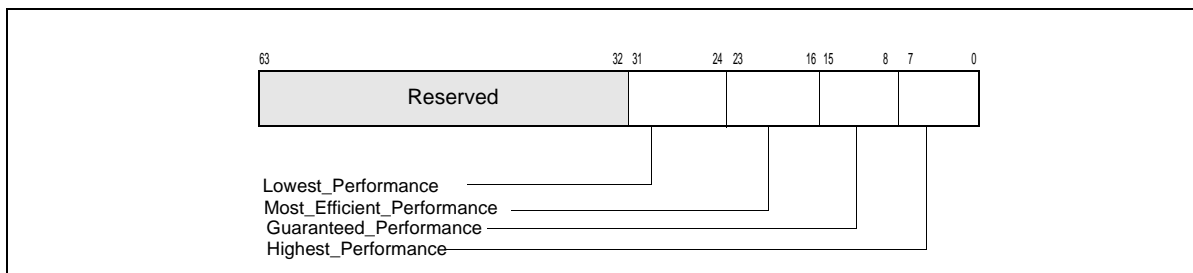 63 32 31 24 23 16 15 8 7 0
Reserved
Lowest_Performance
Most_Efficient_Performance
Guaranteed_Performance
Highest_Performance